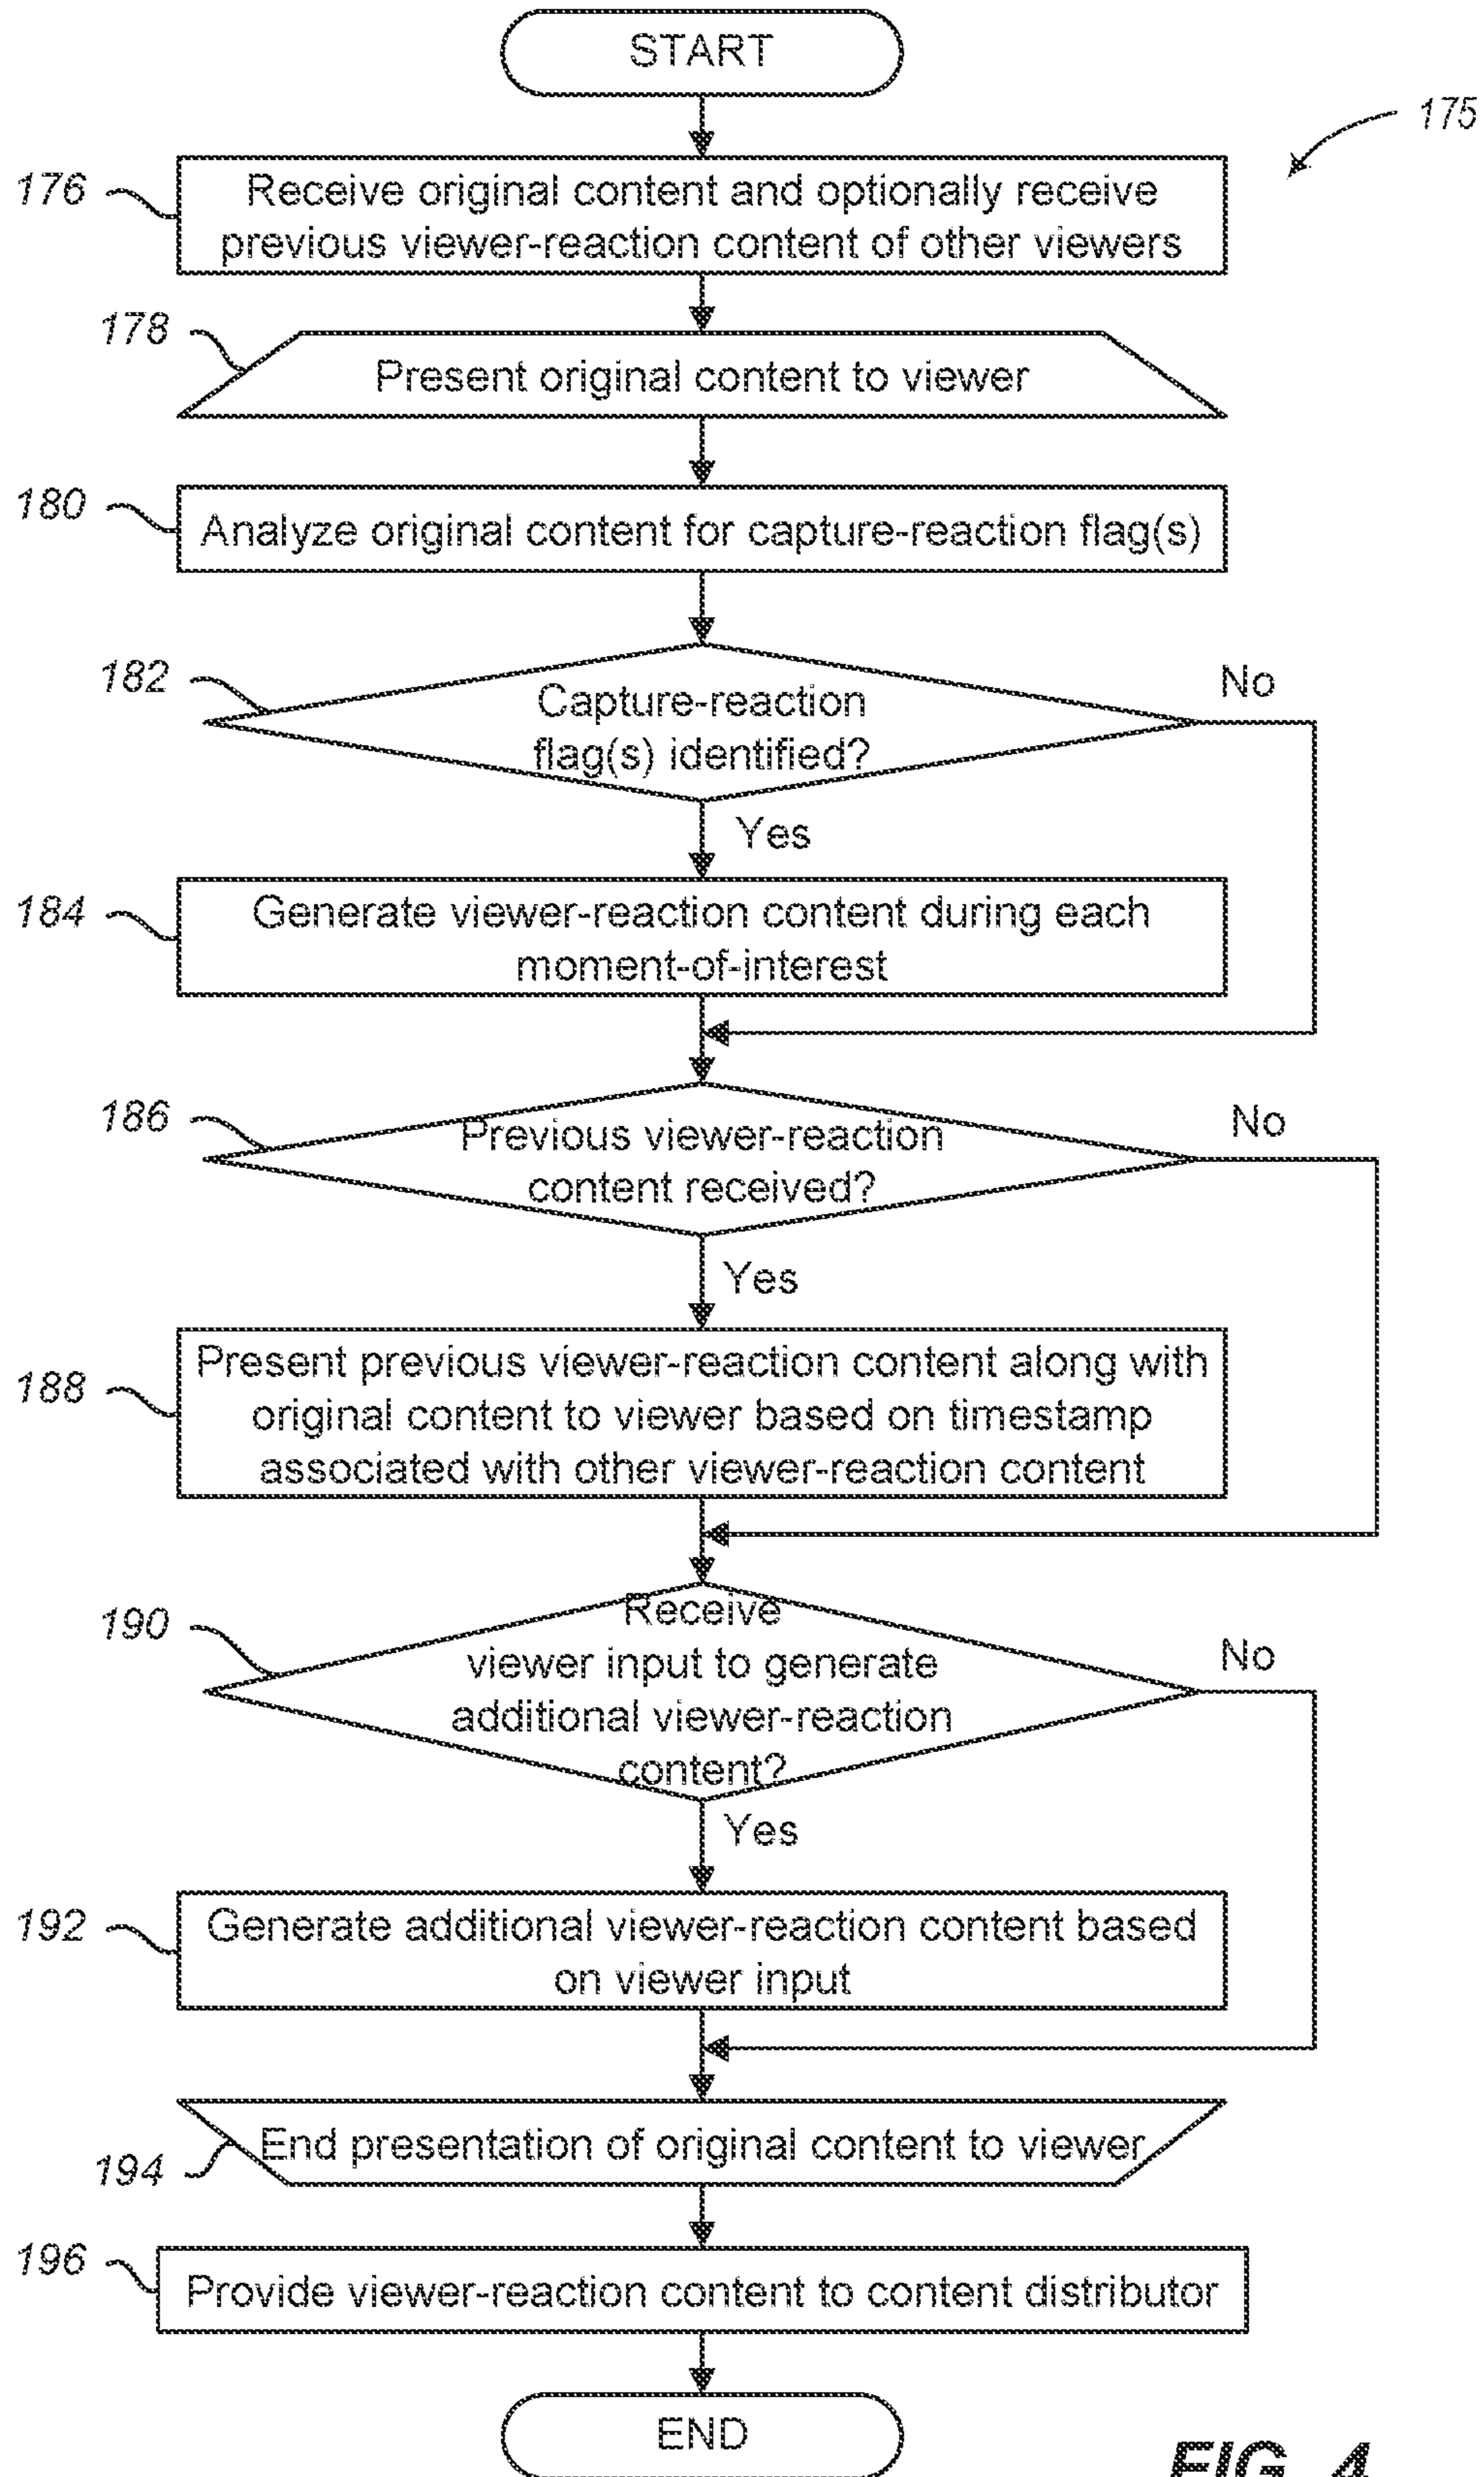 START
175
176
Receive original content and optionally receive
previous viewer-reaction content of other viewers
178
Present original content to viewer
180
Analyze original content for capture-reaction flag(s)
182
Capture-reaction
flag(s) identified?
No
Yes
184
Generate viewer-reaction content during each
moment-of-interest
186
Previous viewer-reaction
content received?
No
Yes
188
Present previous viewer-reaction content along with
original content to viewer based on timestamp
associated with other viewer-reaction content
190
Receive
viewer input to generate
additional viewer-reaction
content?
No
Yes
192
Generate additional viewer-reaction content based
on viewer input
194
End presentation of original content to viewer
196
Provide viewer-reaction content to content distributor
END
FIG. 4